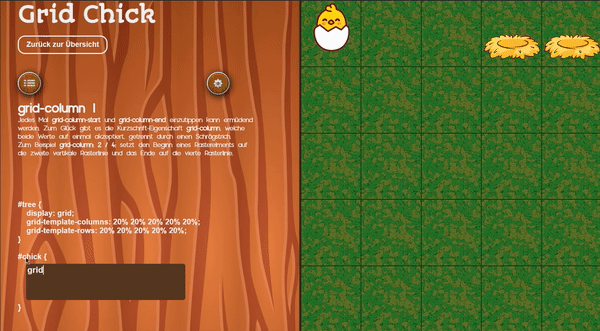 Grid Chick
Zurück zur Übersicht
grid-column 1
Jedes Mal grid-column-start und grid-column-end einzutippen kann ermüdend
werden. Zum Glück gibt es die Kurzschrift-Eigenschaft grid-column, welche
beide Werte auf einmal akzeptiert, getrennt durch einen Schrägstrich.
Zum Beispiel grid-column: 2 / 4; setzt den Beginn eines Rasterelements auf
die zweite vertikale Rasterlinie und das Ende auf die vierte Rasterlinie.
#tree {
display: grid;
grid-template-columns: 20% 20% 20% 20% 20%;
grid-template-rows: 20% 20% 20% 20% 20%;
}
#chick {
grid
}